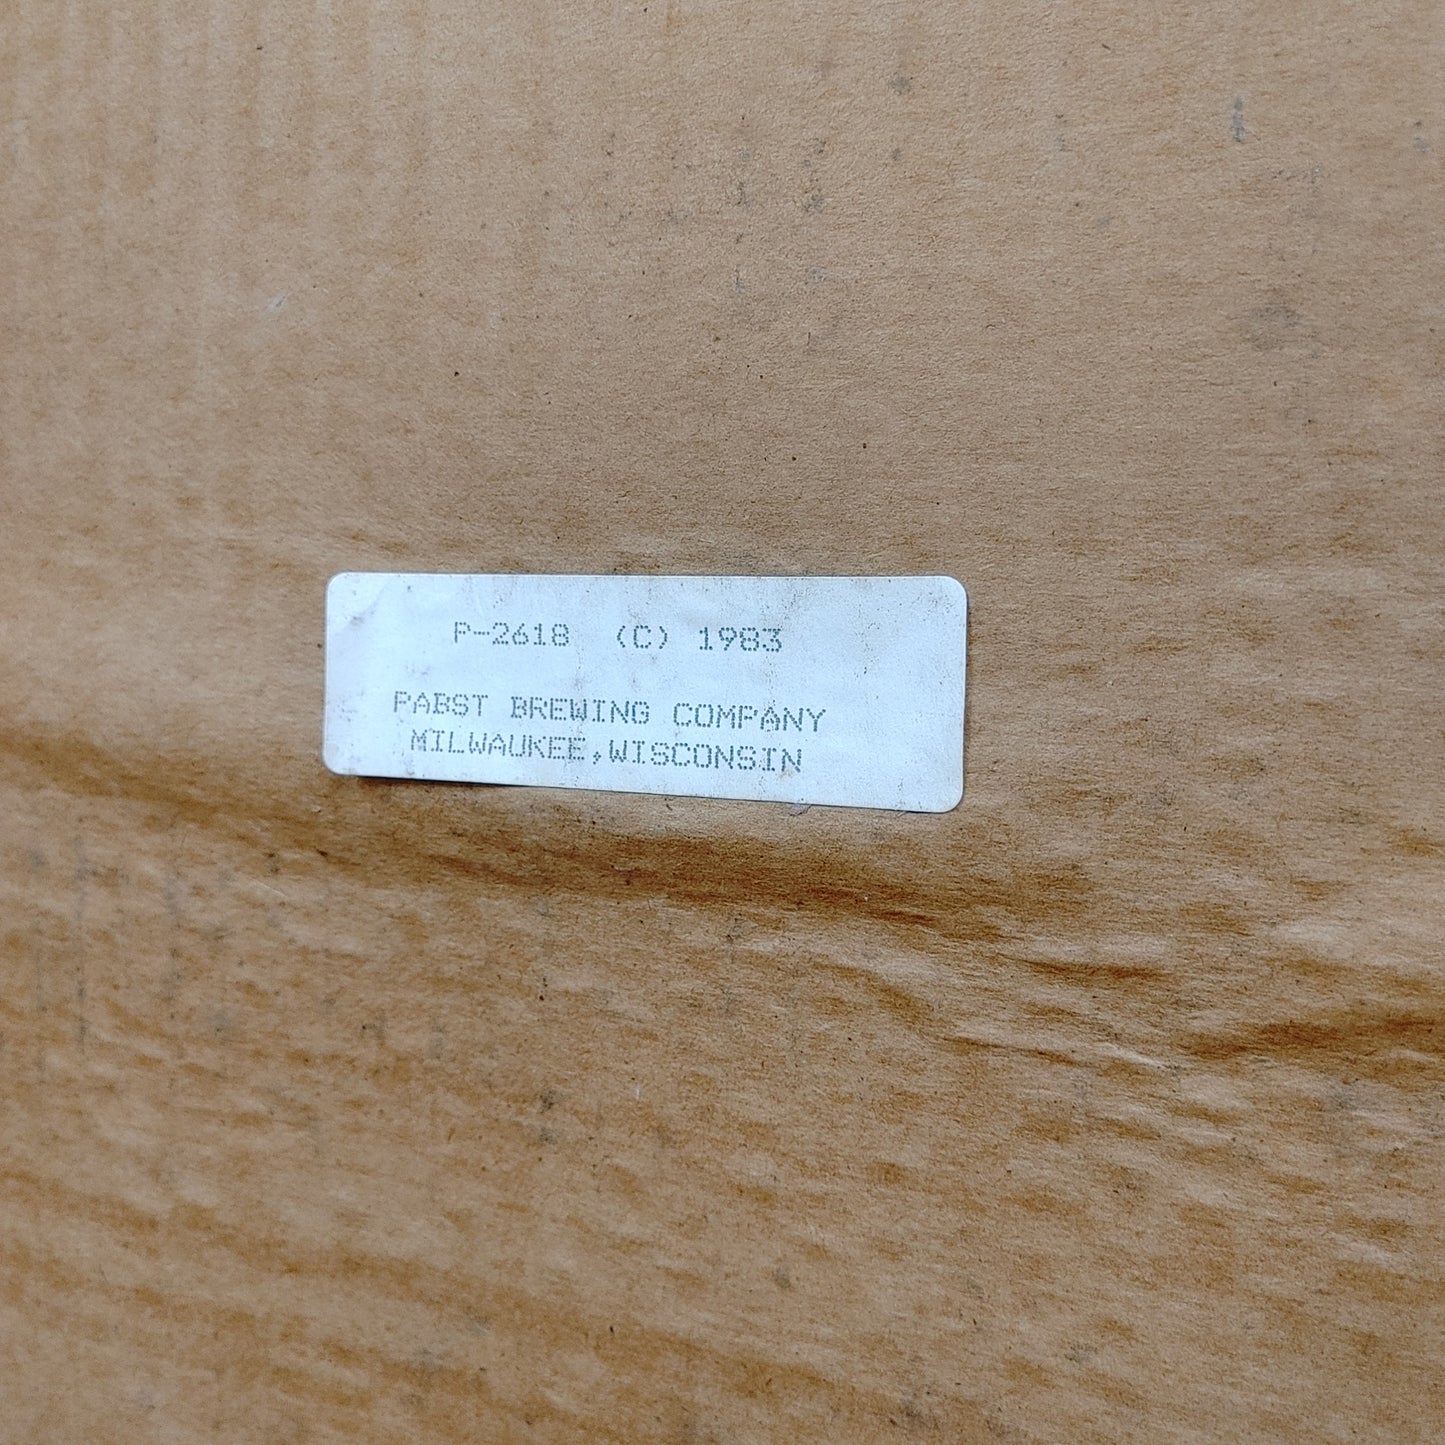 P-2618 (C) 1983
PABST BREWING COMPANY
MILWAUKEE,WISCONSIN